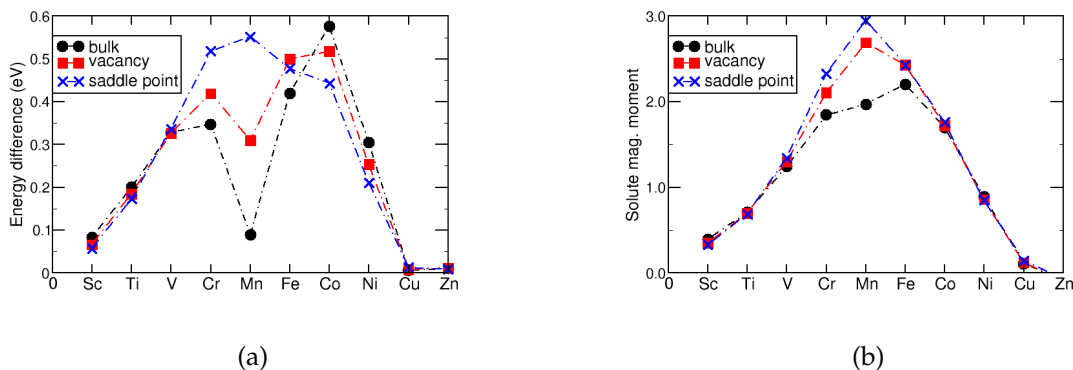 0.6
0.5
0.4
0.3
0.2
0.1
0
Energy difference (eV)
bulk
vacancy
saddle point
0 Sc Ti V Cr Mn Fe Co Ni Cu Zn
(a)
3.0
2.0
1.0
0.0
Solute mag. moment
bulk
vacancy
saddle point
0 Sc Ti V Cr Mn Fe Co Ni Cu Zn
(b)